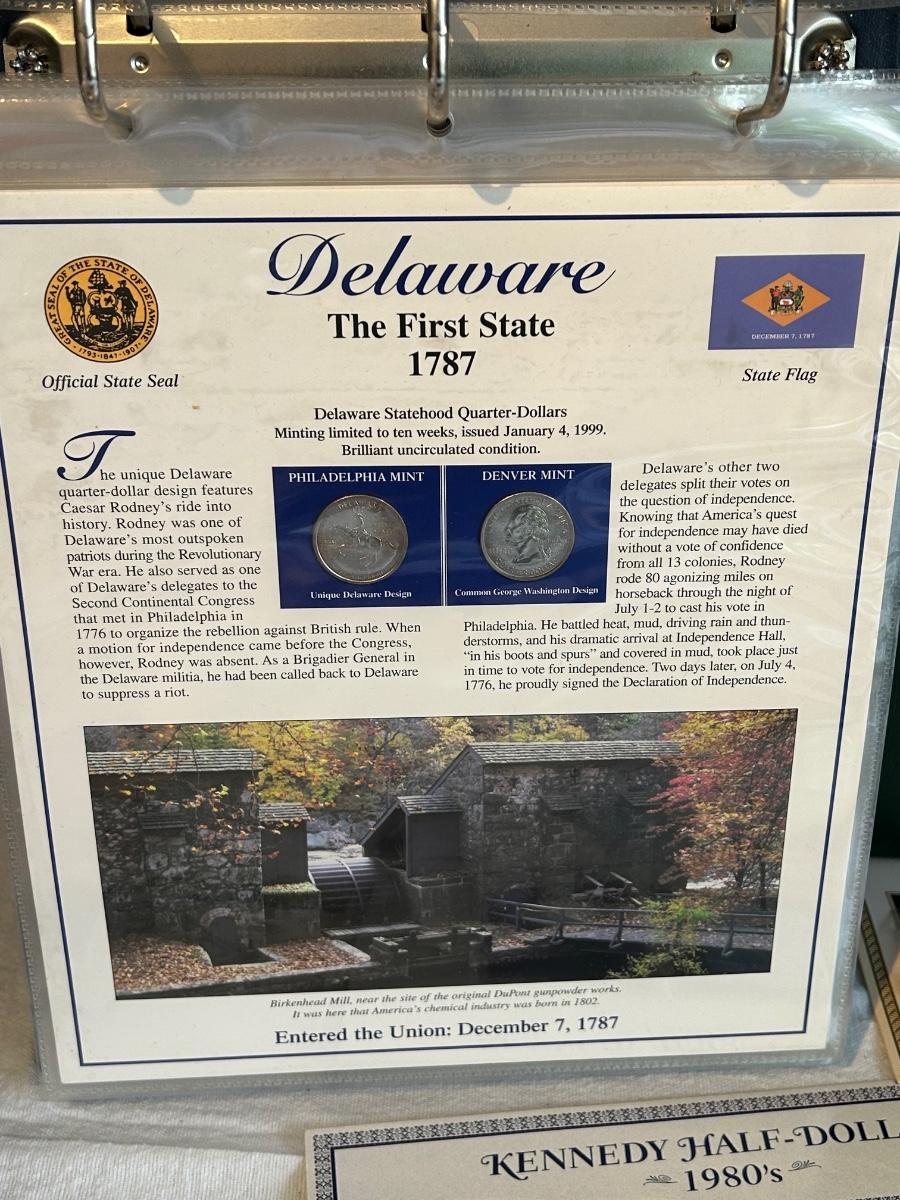 GREAT SEAL OF THE STATE OF DELAWARE
1793·1847·1907
Official State Seal
Delaware
The First State
1787
DECEMBER 7, 1787
State Flag
Delaware Statehood Quarter-Dollars
Minting limited to ten weeks, issued January 4, 1999.
Brilliant uncirculated condition.
PHILADELPHIA MINT
DELAWARE
Unique Delaware Design
DENVER MINT
Common George Washington Design
The unique Delaware
quarter-dollar design features
Caesar Rodney's ride into
history. Rodney was one of
Delaware's most outspoken
patriots during the Revolutionary
War era. He also served as one
of Delaware's delegates to the
Second Continental Congress
that met in Philadelphia in
1776 to organize the rebellion against British rule. When
a motion for independence came before the Congress,
however, Rodney was absent. As a Brigadier General in
the Delaware militia, he had been called back to Delaware
to suppress a riot.
Delaware's other two
delegates split their votes on
the question of independence.
Knowing that America's quest
for independence may have died
without a vote of confidence
from all 13 colonies, Rodney
rode 80 agonizing miles on
horseback through the night of
July 1-2 to cast his vote in
Philadelphia. He battled heat, mud, driving rain and thun-
derstorms, and his dramatic arrival at Independence Hall,
"in his boots and spurs" and covered in mud, took place just
in time to vote for independence. Two days later, on July 4,
1776, he proudly signed the Declaration of Independence.
Birkenhead Mill, near the site of the original DuPont gunpowder works.
It was here that America's chemical industry was born in 1802.
Entered the Union: December 7, 1787
KENNEDY HALF-DOLL
1980's